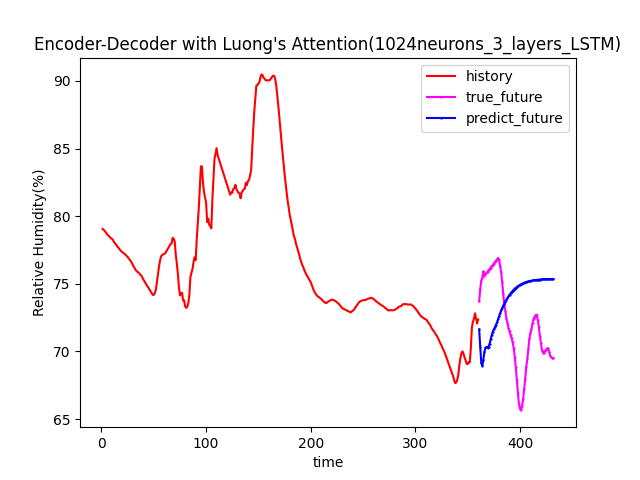 Encoder-Decoder with Luong's Attention(1024neurons_3_layers_LSTM)
history
true_future
predict_future
90
85
80
75
70
65
Relative Humidity(%)
0 100 200 300 400
time